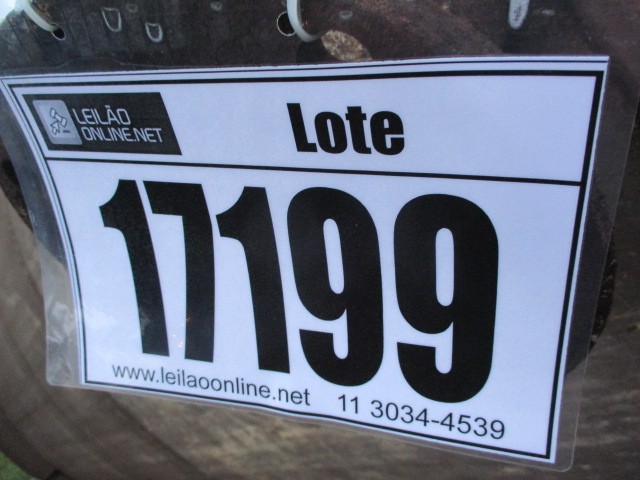 LEILÃO
ONLINE.NET
Lote
17199
www.leilaoonline.net 11 3034-4539